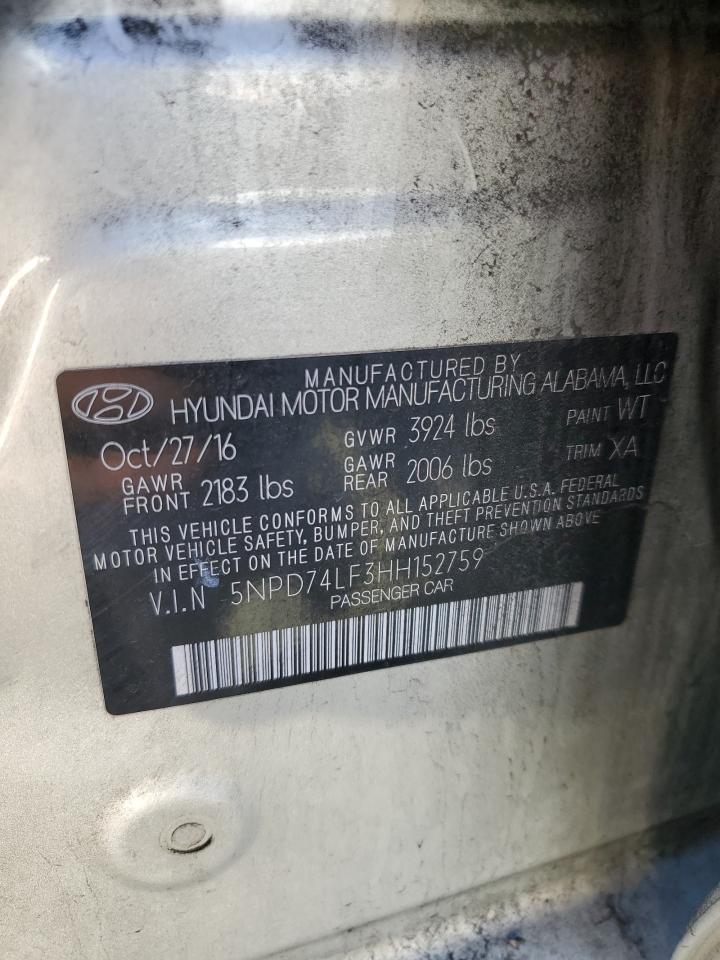 MANUFACTURED BY
HYUNDAI MOTOR MANUFACTURING ALABAMA, LLC
Oct/27/16 GVWR 3924 lbs PAINT WT
GAWR FRONT 2183 lbs GAWR REAR 2006 lbs TRIM XA
THIS VEHICLE CONFORMS TO ALL APPLICABLE U.S.A. FEDERAL
MOTOR VEHICLE SAFETY, BUMPER, AND THEFT PREVENTION STANDARDS
IN EFFECT ON THE DATE OF MANUFACTURE SHOWN ABOVE
V.I.N 5NPD74LF3HH152759
PASSENGER CAR